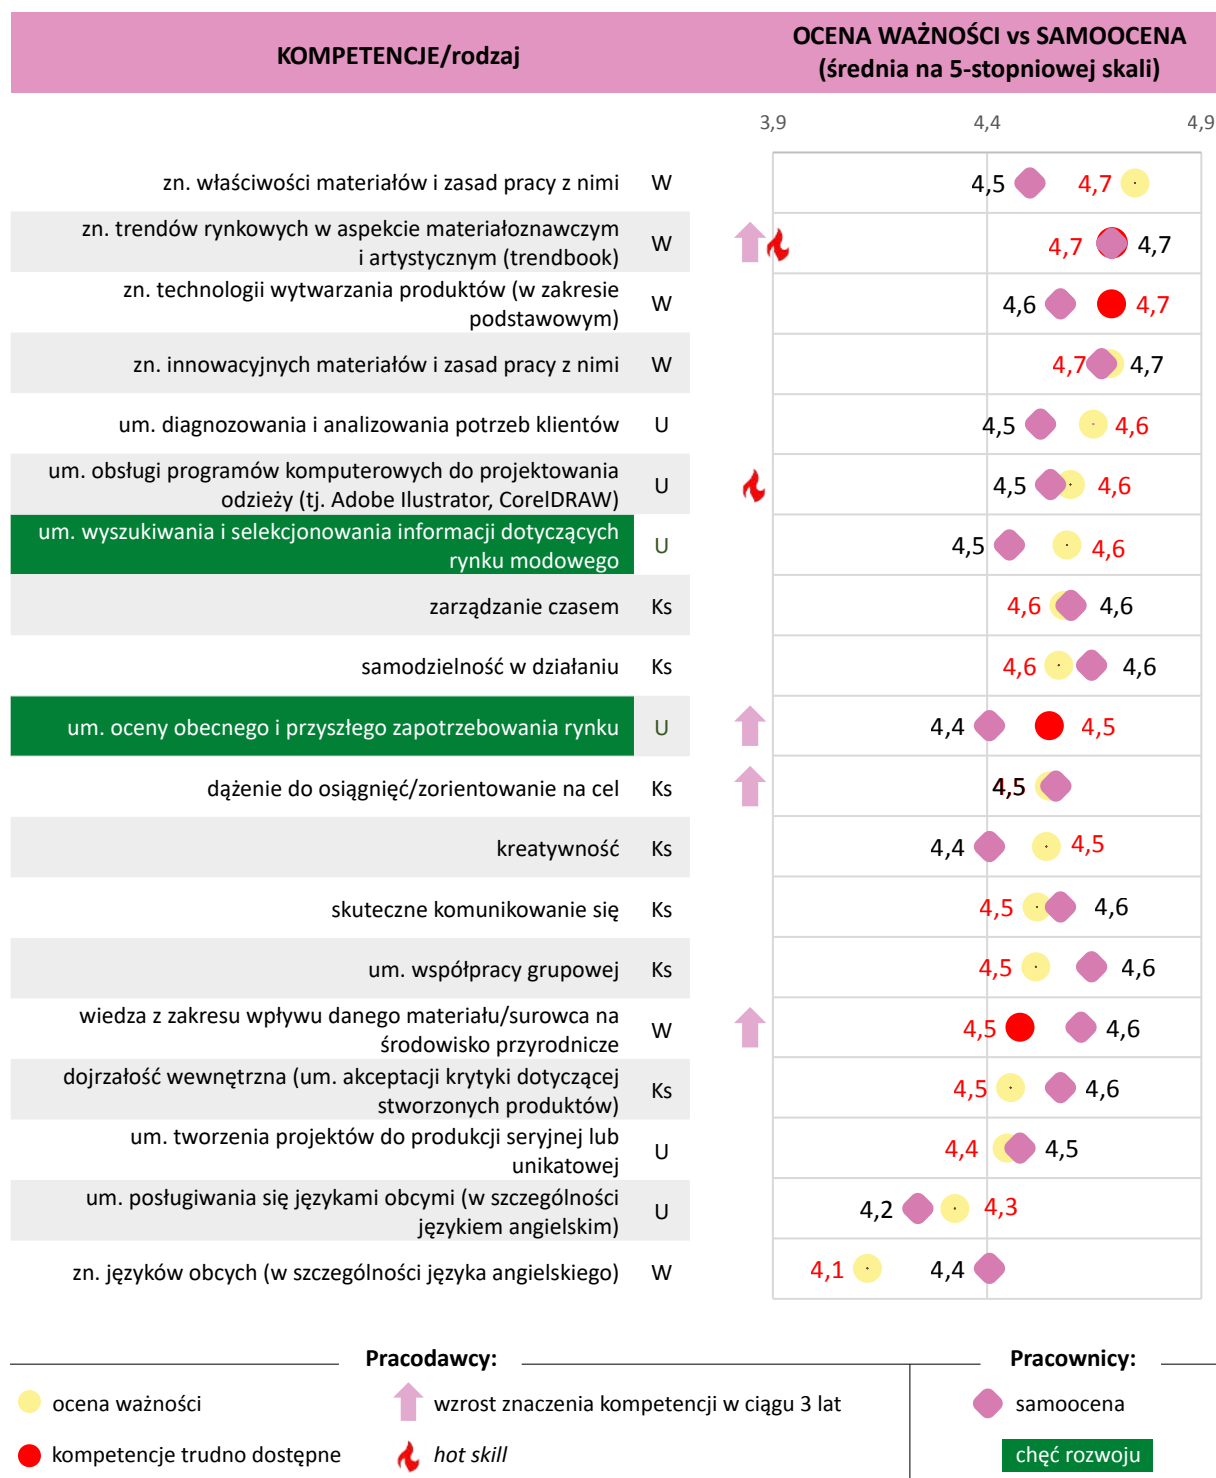 KOMPETENCJE/rodzaj
OCENA WAŻNOŚCI vs SAMOOCENA
(średnia na 5-stopniowej skali)
3,9 4,4 4,9
zn. właściwości materiałów i zasad pracy z nimi W 4,5 4,7
zn. trendów rynkowych w aspekcie materiałoznawczym
i artystycznym (trendbook) W 4,7 4,7
zn. technologii wytwarzania produktów (w zakresie
podstawowym) W 4,6 4,7
zn. innowacyjnych materiałów i zasad pracy z nimi W 4,7 4,7
um. diagnozowania i analizowania potrzeb klientów U 4,5 4,6
um. obsługi programów komputerowych do projektowania
odzieży (tj. Adobe Ilustrator, CorelDRAW) U 4,5 4,6
um. wyszukiwania i selekcjonowania informacji dotyczących
rynku modowego U 4,5 4,6
zarządzanie czasem Ks 4,6 4,6
samodzielność w działaniu Ks 4,6 4,6
um. oceny obecnego i przyszłego zapotrzebowania rynku U 4,4 4,5
dążenie do osiągnięć/zorientowanie na cel Ks 4,5
kreatywność Ks 4,4 4,5
skuteczne komunikowanie się Ks 4,5 4,6
um. współpracy grupowej Ks 4,5 4,6
wiedza z zakresu wpływu danego materiału/surowca na
środowisko przyrodnicze W 4,5 4,6
dojrzałość wewnętrzna (um. akceptacji krytyki dotyczącej
stworzonych produktów) Ks 4,5 4,6
um. tworzenia projektów do produkcji seryjnej lub
unikatowej U 4,4 4,5
um. posługiwania się językami obcymi (w szczególności
językiem angielskim) U 4,2 4,3
zn. języków obcych (w szczególności języka angielskiego) W 4,1 4,4
Pracodawcy: Pracownicy:
ocena ważności wzrost znaczenia kompetencji w ciągu 3 lat samoocena
kompetencje trudno dostępne hot skill chęć rozwoju